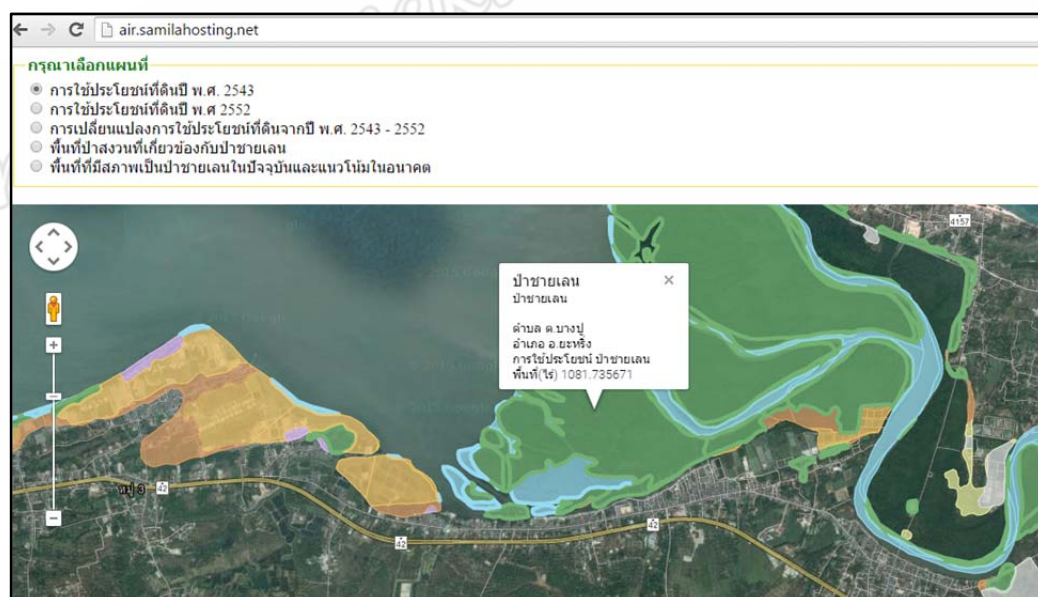 air.samilahosting.net
กรุณาเลือกแผนที่
การใช้ประโยชน์ที่ดินปี พ.ศ. 2543
การใช้ประโยชน์ที่ดินปี พ.ศ 2552
การเปลี่ยนแปลงการใช้ประโยชน์ที่ดินจากปี พ.ศ. 2543 - 2552
พื้นที่ป่าสงวนที่เกี่ยวข้องกับป่าชายเลน
พื้นที่ที่มีสภาพเป็นป่าชายเลนในปัจจุบันและแนวโน้มในอนาคต
4157
ป่าชายเลน
ป่าชายเลน
ตำบล ต.บางปู
อำเภอ อ.ยะหริ่ง
การใช้ประโยชน์ ป่าชายเลน
พื้นที่(ไร่) 1081.735671
หมู่ 3
42
42
42